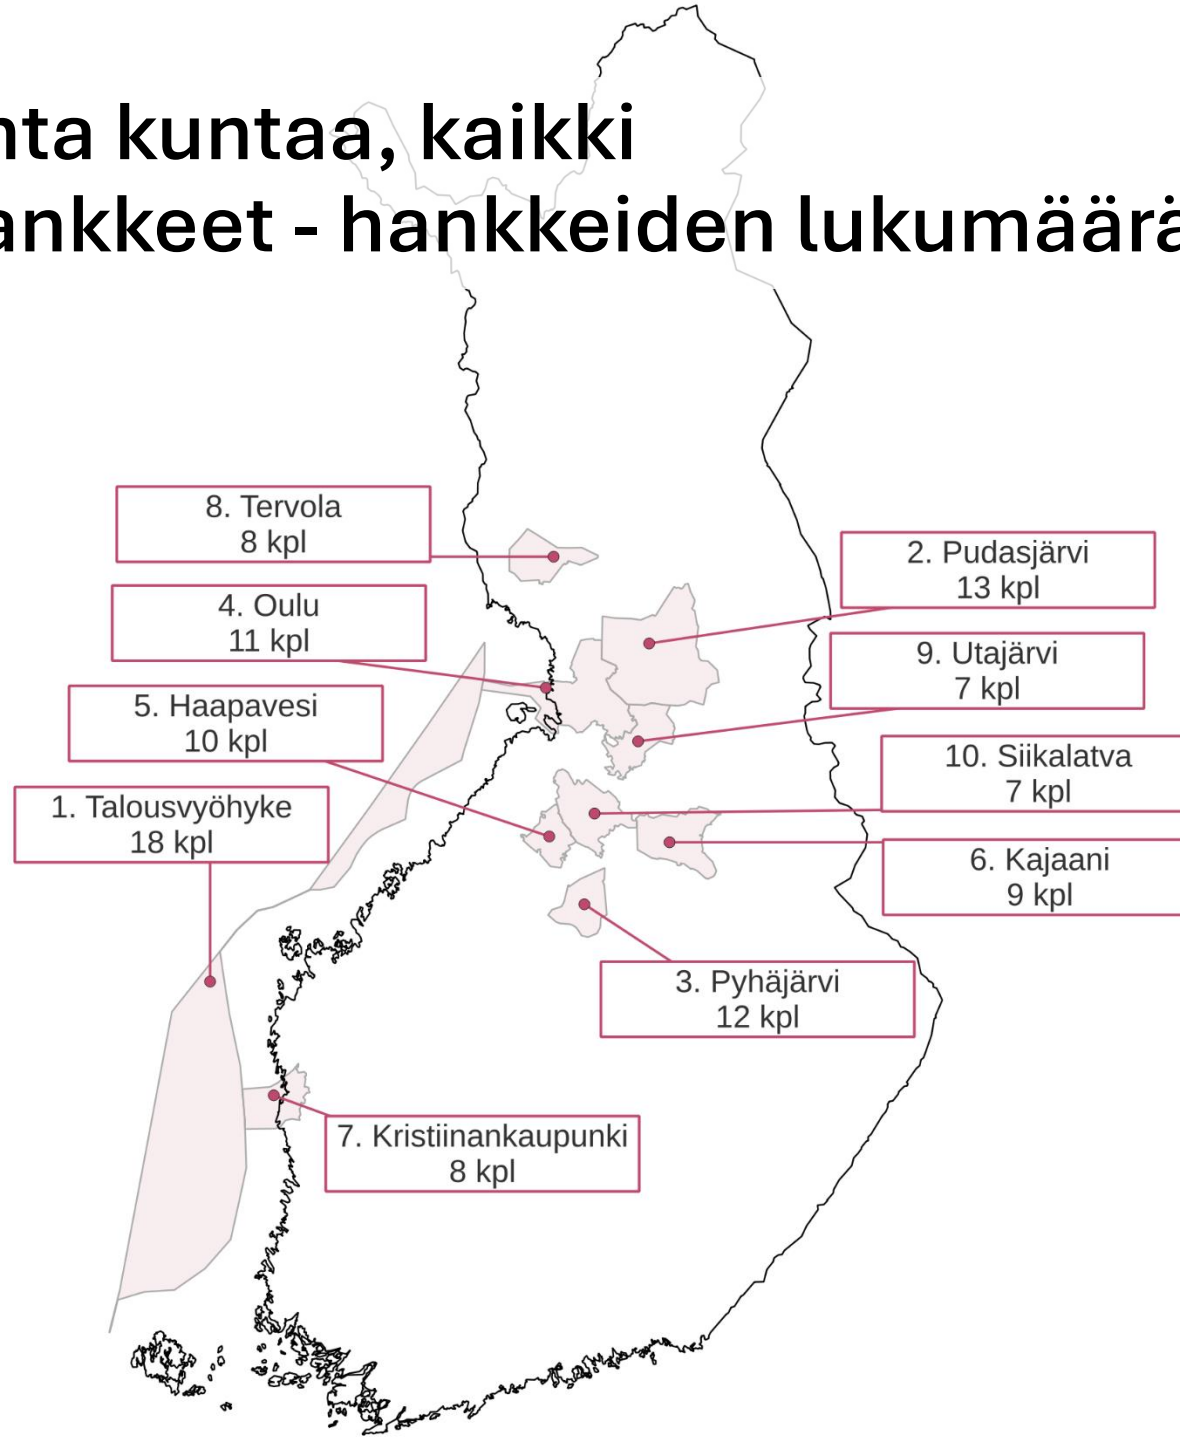 nta kuntaa, kaikki
ankkeet - hankkeiden lukumäärä
8. Tervola
8 kpl
2. Pudasjärvi
13 kpl
4. Oulu
11 kpl
9. Utajärvi
7 kpl
5. Haapavesi
10 kpl
10. Siikalatva
7 kpl
1. Talousvyöhyke
18 kpl
6. Kajaani
9 kpl
3. Pyhäjärvi
12 kpl
7. Kristiinankaupunki
8 kpl